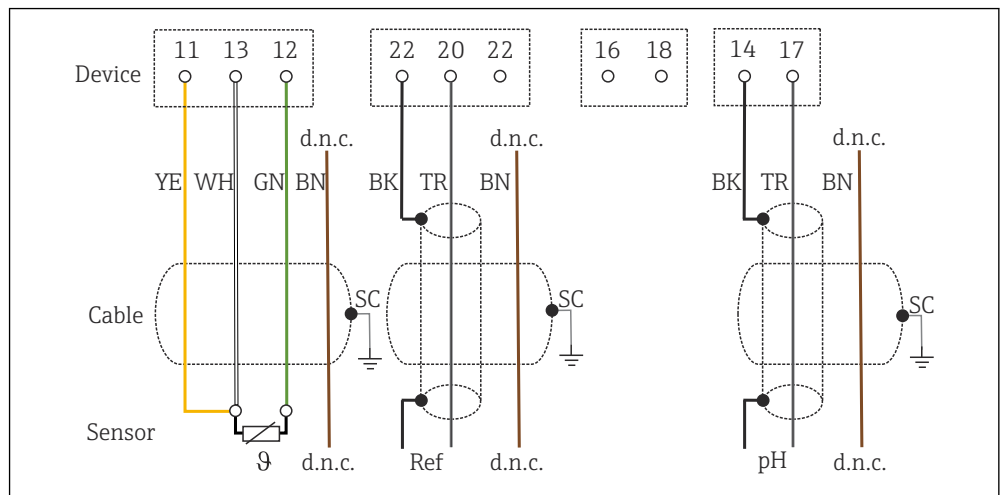 11 13 12 22 20 22 16 18 14 17
Device
d.n.c. d.n.c. d.n.c.
YE WH GN BN BK TR BN BK TR BN
SC SC SC
Cable
Sensor
ϑ d.n.c. Ref d.n.c. pH d.n.c.